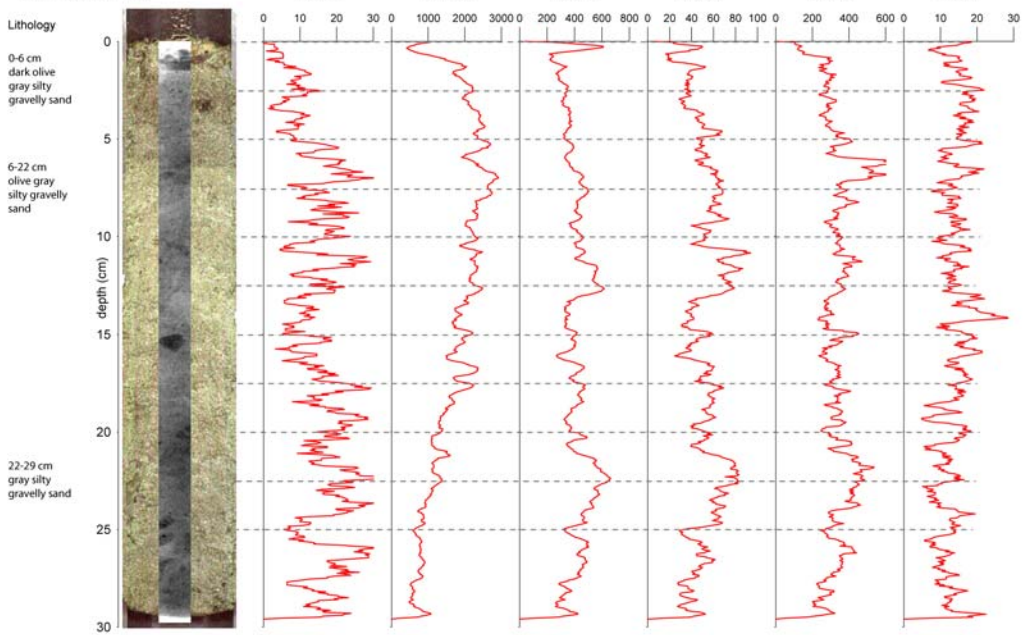 Lithology
0 10 20 30
0 1000 2000 3000
0 200 400 600 800
0 20 40 60 80 100
0 200 400 600
0 10 20 30
0-6 cm
dark olive
gray silty
gravelly sand
6-22 cm
olive gray
silty gravelly
sand
22-29 cm
gray silty
gravelly sand
depth (cm)
0
5
10
15
20
25
30